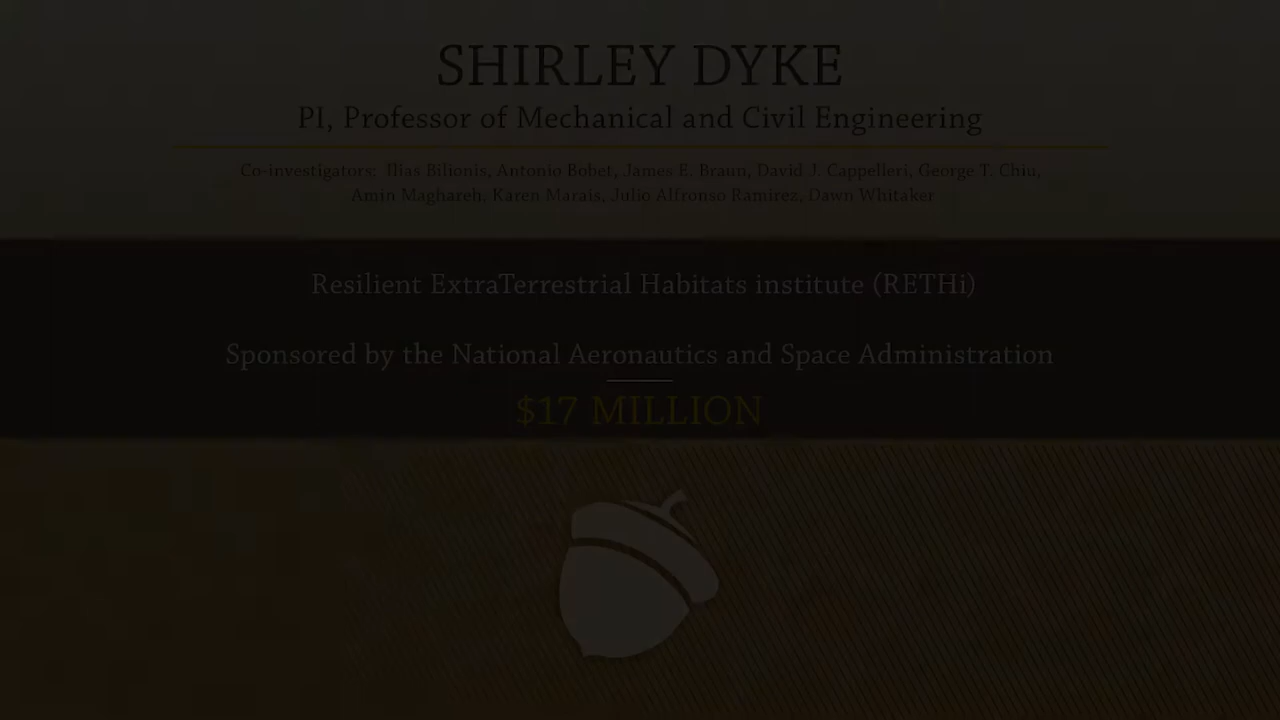 SHIRLEY DYKE
PI, Professor of Mechanical and Civil Engineering
Co-investigators: Ilias Bilionis, Antonio Bobet, James E. Braun, David J. Cappelleri, George T. Chiu,
Amin Maghareh, Karen Marais, Julio Alfronso Ramirez, Dawn Whitaker
Resilient ExtraTerrestrial Habitats institute (RETHi)
Sponsored by the National Aeronautics and Space Administration
$17 MILLION